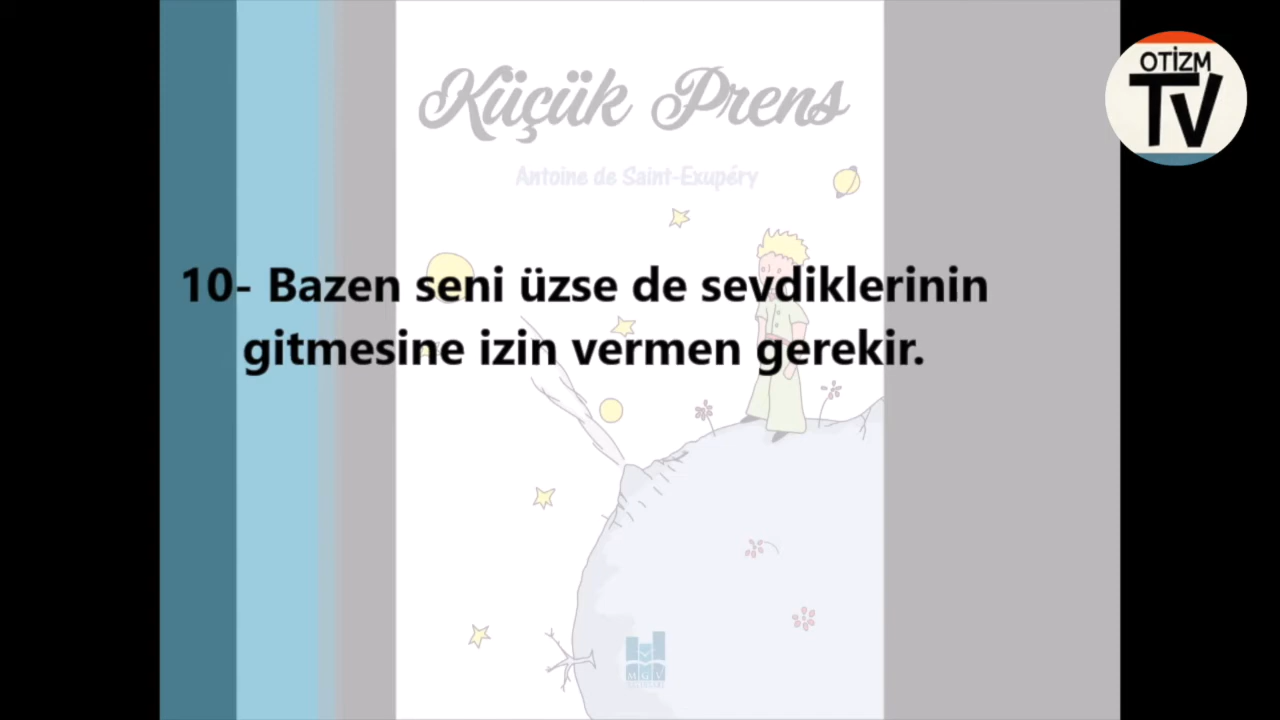 Küçük Prens
Antoine de Saint-Exupéry
10- Bazen seni üzse de sevdiklerinin
gitmesine izin vermen gerekir.
OTİZM
TV